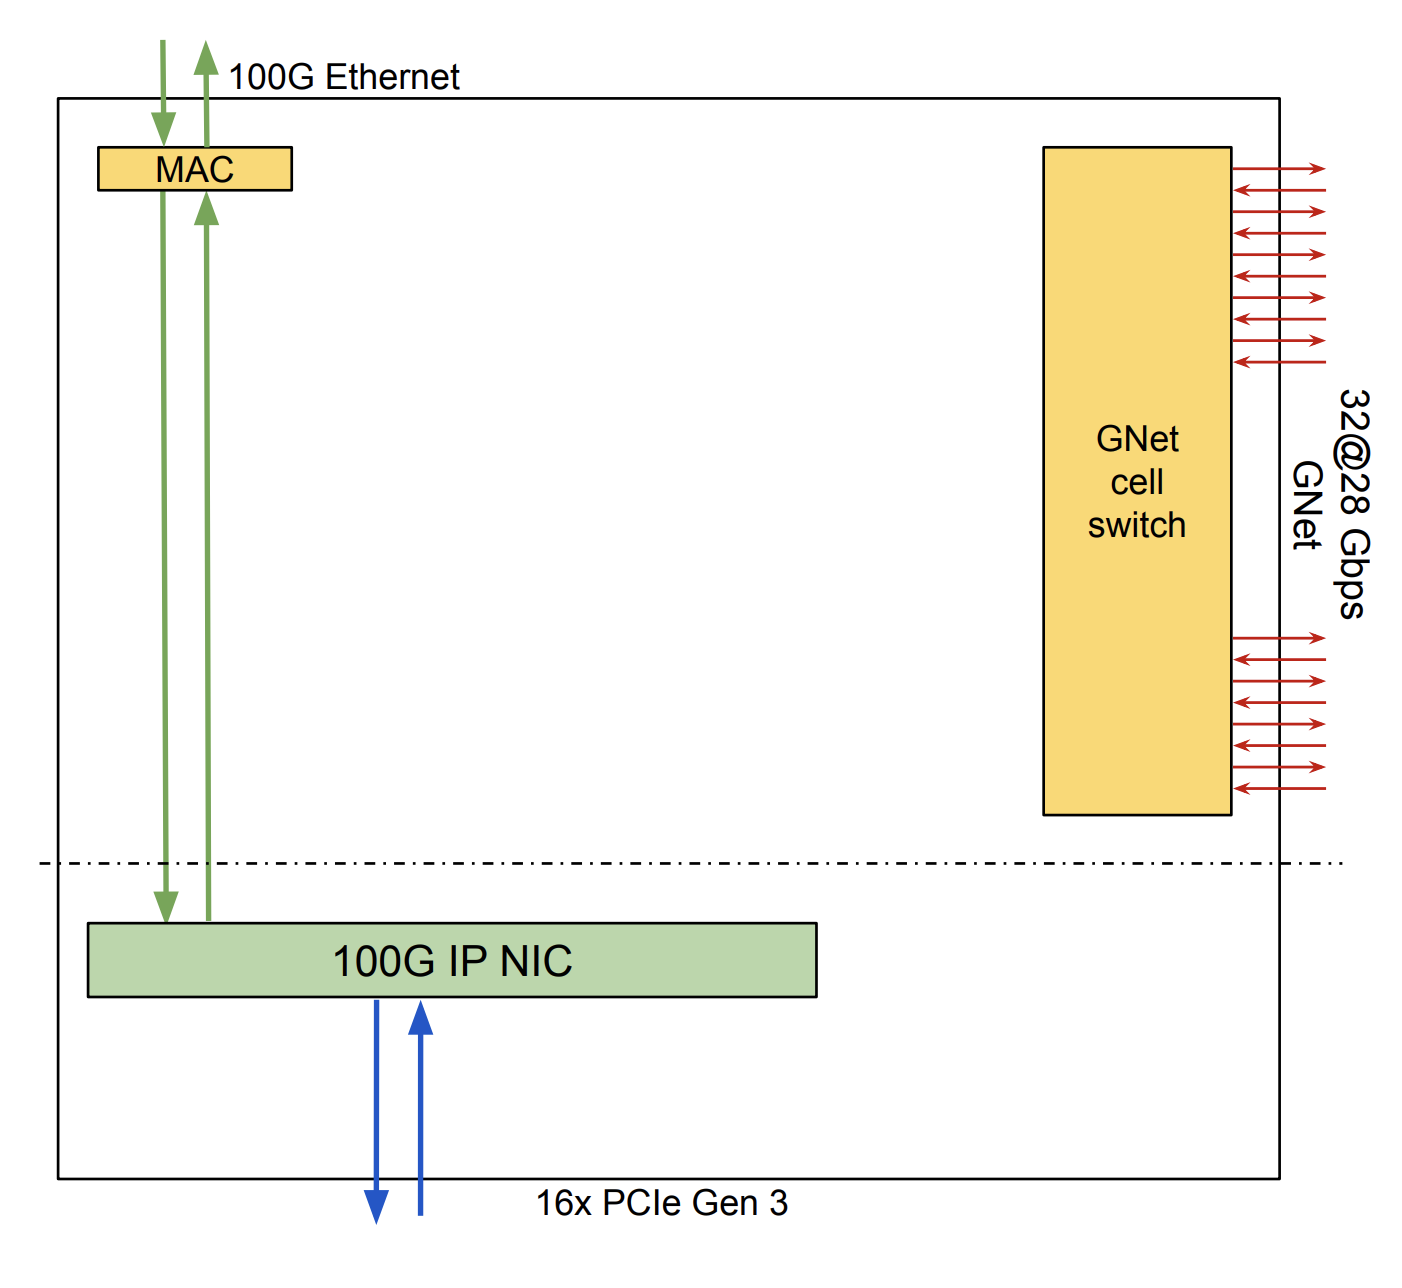 100G Ethernet
MAC
GNet
cell
switch
32@28 Gbps
GNet
100G IP NIC
16x PCIe Gen 3